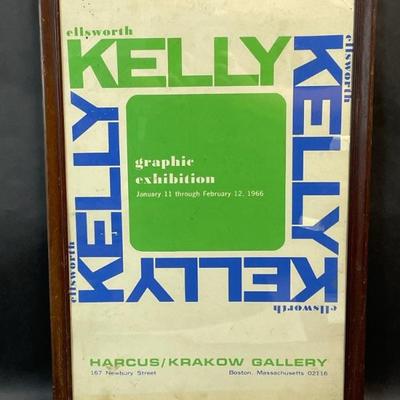 ellsworth
KELLY
ellsworth
KELLY
ellsworth
KELLY
ellsworth
KELLY
graphic
exhibition
January 11 through February 12, 1966
HARCUS/KRAKOW GALLERY
167 Newbury Street Boston, Massachusetts 02116